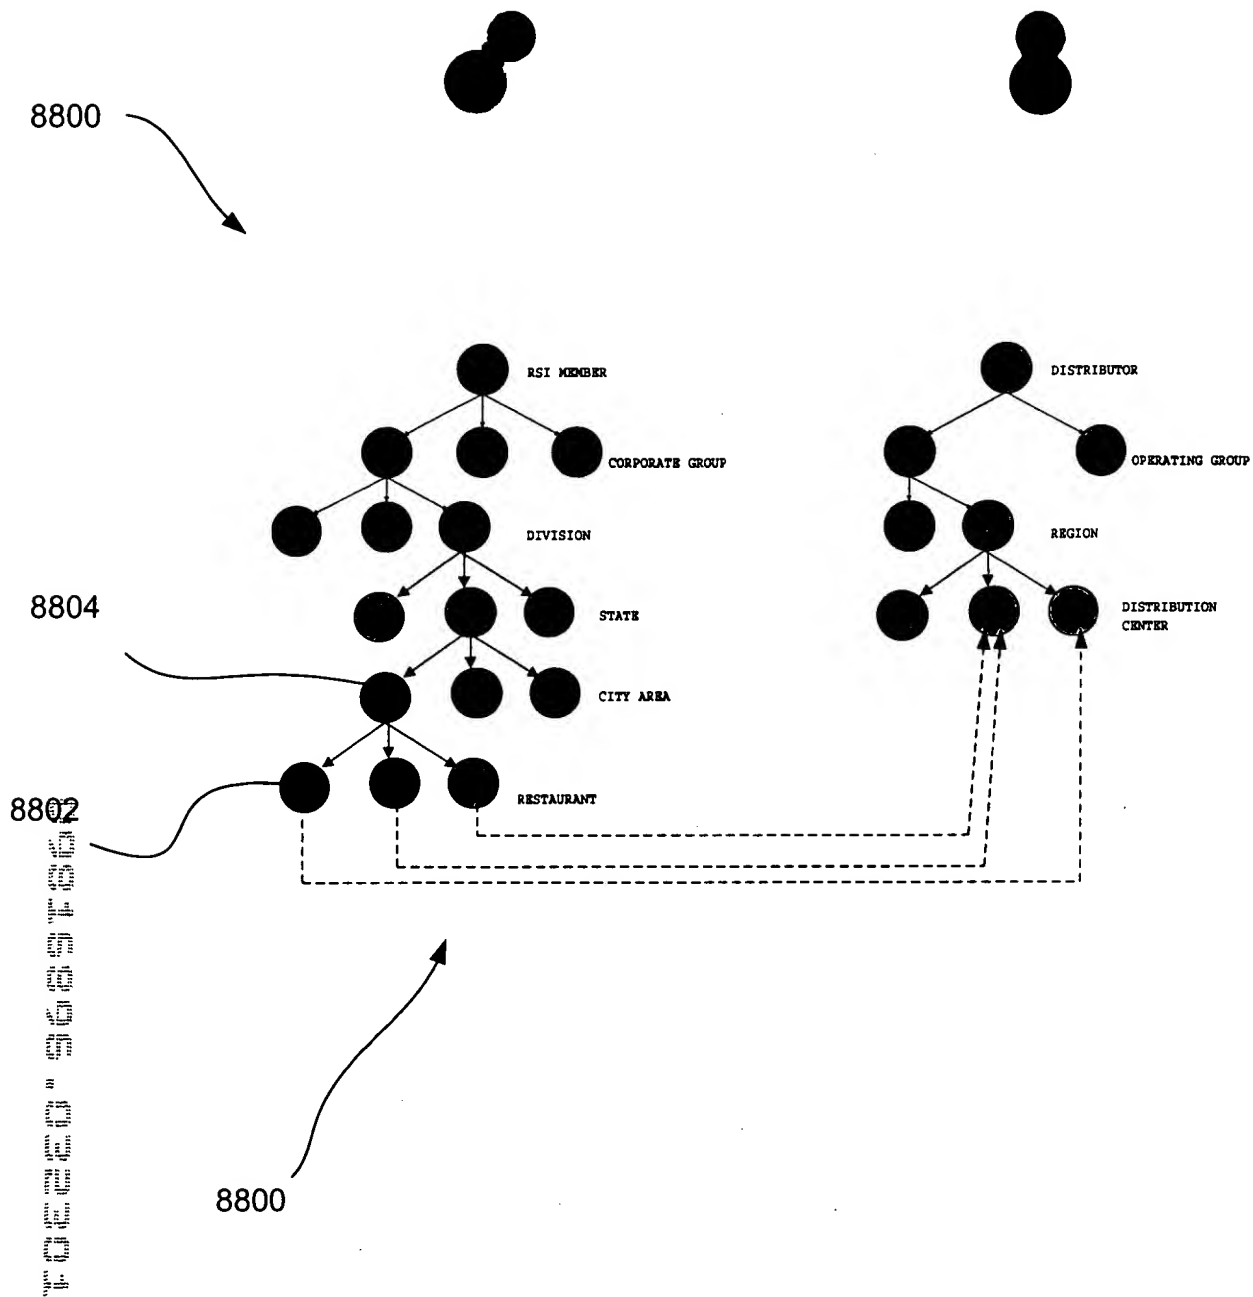 8800
RSI MEMBER
DISTRIBUTOR
CORPORATE GROUP
OPERATING GROUP
DIVISION
REGION
8804
STATE
DISTRIBUTION
CENTER
CITY AREA
RESTAURANT
8802
8800